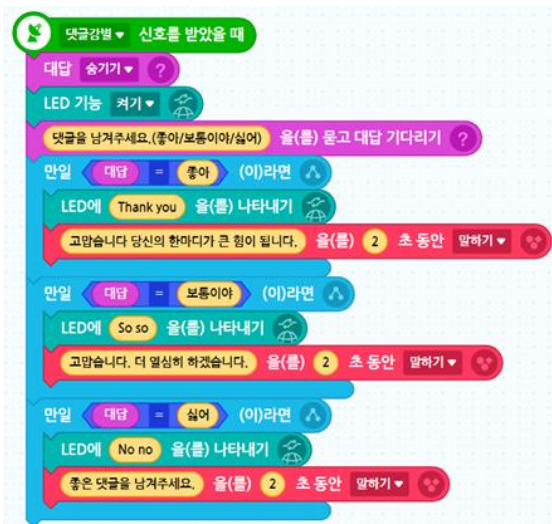 댓글감별 ▼ 신호를 받았을 때
대답 숨기기 ▼ ?
LED 기능 켜기 ▼
댓글을 남겨주세요.(좋아/보통이야/싫어) 을(를) 묻고 대답 기다리기 ?
만일 대답 = 좋아 (이)라면
LED에 Thank you 을(를) 나타내기
고맙습니다 당신의 한마디가 큰 힘이 됩니다. 을(를) 2 초 동안 말하기 ▼
만일 대답 = 보통이야 (이)라면
LED에 So so 을(를) 나타내기
고맙습니다. 더 열심히 하겠습니다. 을(를) 2 초 동안 말하기 ▼
만일 대답 = 싫어 (이)라면
LED에 No no 을(를) 나타내기
좋은 댓글을 남겨주세요. 을(를) 2 초 동안 말하기 ▼